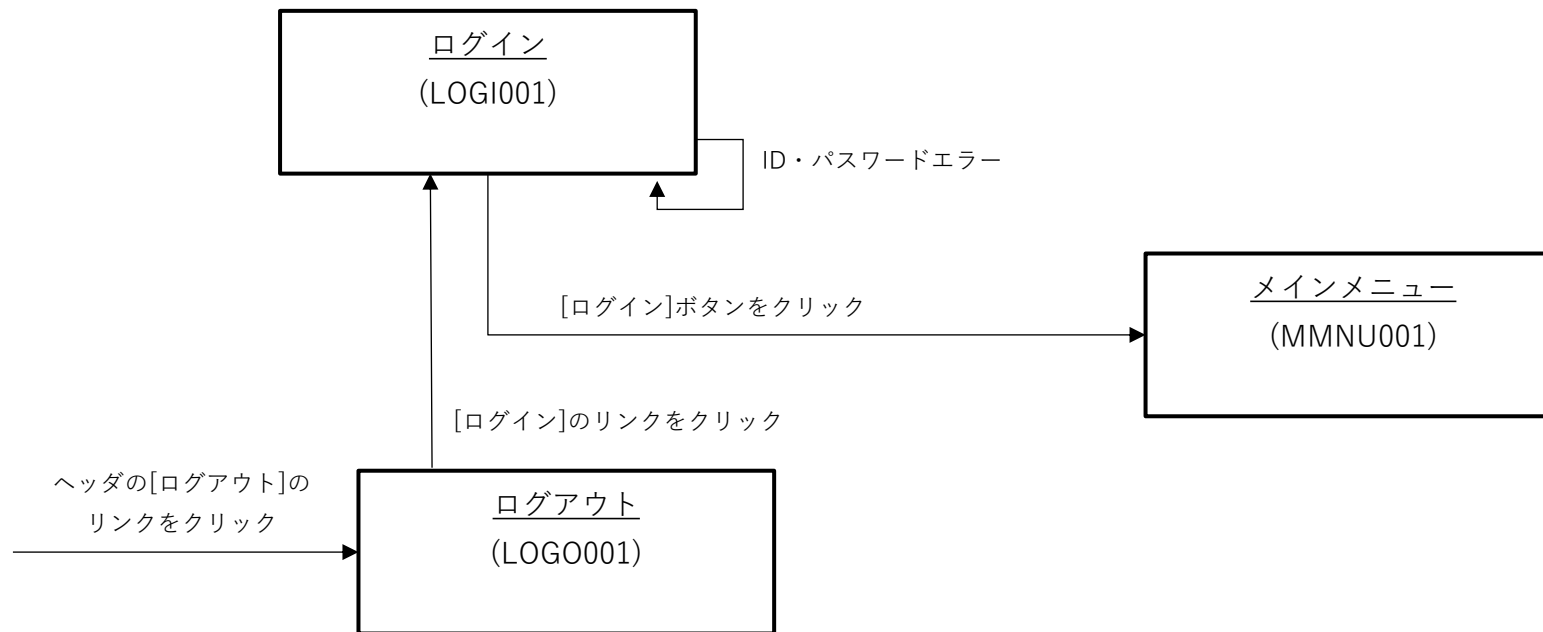 ログイン
(LOGI001)
ID・パスワードエラー
メインメニュー
(MMNU001)
[ログイン]ボタンをクリック
[ログイン]のリンクをクリック
ヘッダの[ログアウト]の
リンクをクリック
ログアウト
(LOGO001)